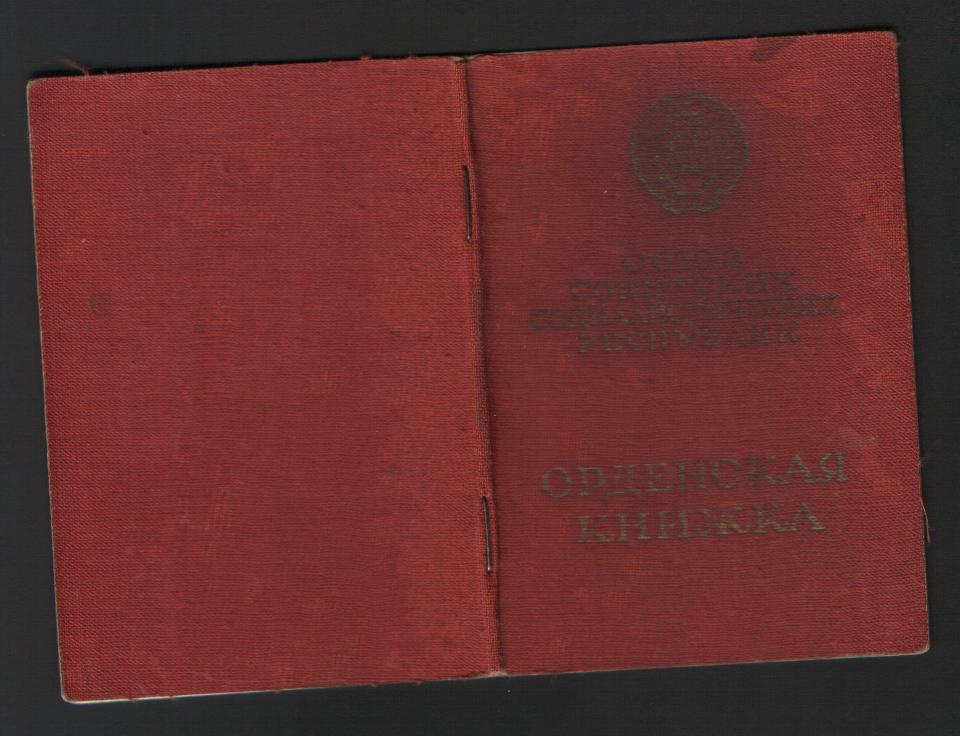 СОЮЗ
СОВЕТСКИХ
СОЦИАЛИСТИЧЕСКИХ
РЕСПУБЛИК
ОРДЕНСКАЯ
КНИЖКА